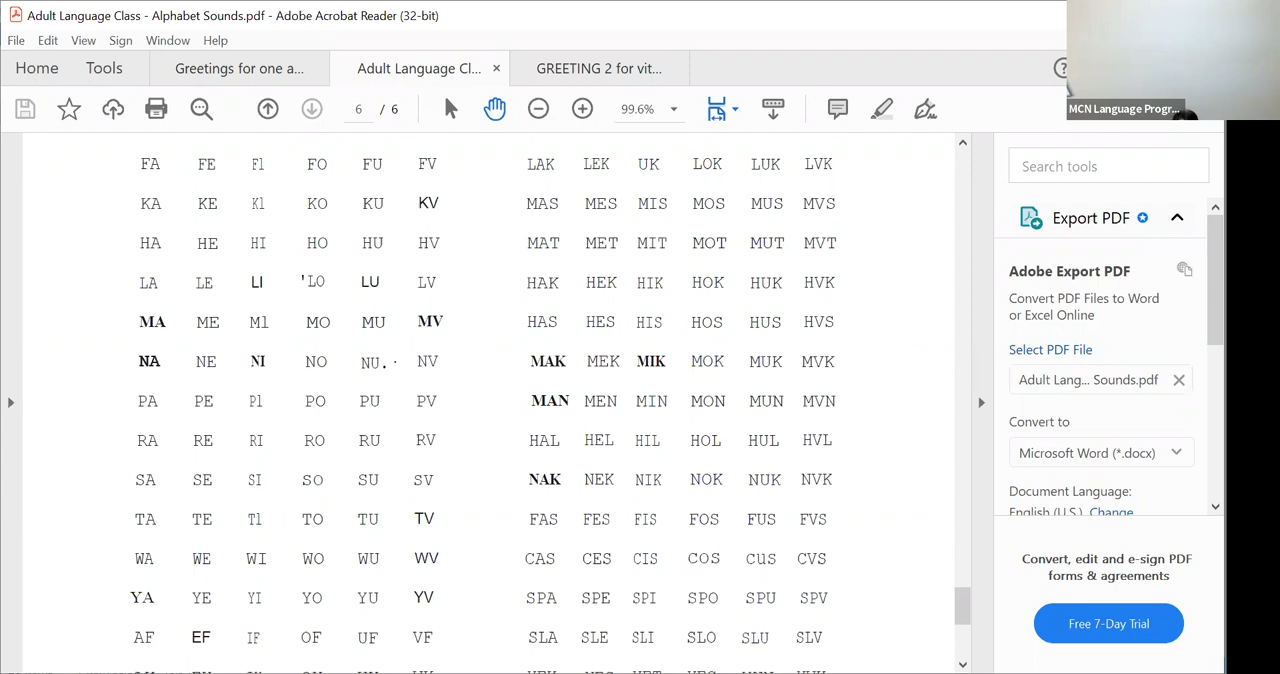 Adult Language Class - Alphabet Sounds.pdf - Adobe Acrobat Reader (32-bit)
File Edit View Sign Window Help
Home Tools Greetings for one a... Adult Language Cl... × GREETING 2 for vit...
6 / 6 99.6%
MCN Language Progr...
FA FE Fl FO FU FV LAK LEK UK LOK LUK LVK
KA KE Kl KO KU KV MAS MES MIS MOS MUS MVS
HA HE HI HO HU HV MAT MET MIT MOT MUT MVT
LA LE LI 'LO LU LV HAK HEK HIK HOK HUK HVK
MA ME Ml MO MU MV HAS HES HIS HOS HUS HVS
NA NE NI NO NU.· NV MAK MEK MIK MOK MUK MVK
PA PE Pl PO PU PV MAN MEN MIN MON MUN MVN
RA RE RI RO RU RV HAL HEL HIL HOL HUL HVL
SA SE SI SO SU SV NAK NEK NIK NOK NUK NVK
TA TE Tl TO TU TV FAS FES FIS FOS FUS FVS
WA WE WI WO WU WV CAS CES CIS COS CUS CVS
YA YE YI YO YU YV SPA SPE SPI SPO SPU SPV
AF EF IF OF UF VF SLA SLE SLI SLO SLU SLV
Search tools
Export PDF
Adobe Export PDF
Convert PDF Files to Word
or Excel Online
Select PDF File
Adult Lang... Sounds.pdf
Convert to
Microsoft Word (*.docx)
Document Language:
English (U.S.) Change
Convert, edit and e-sign PDF
forms & agreements
Free 7-Day Trial